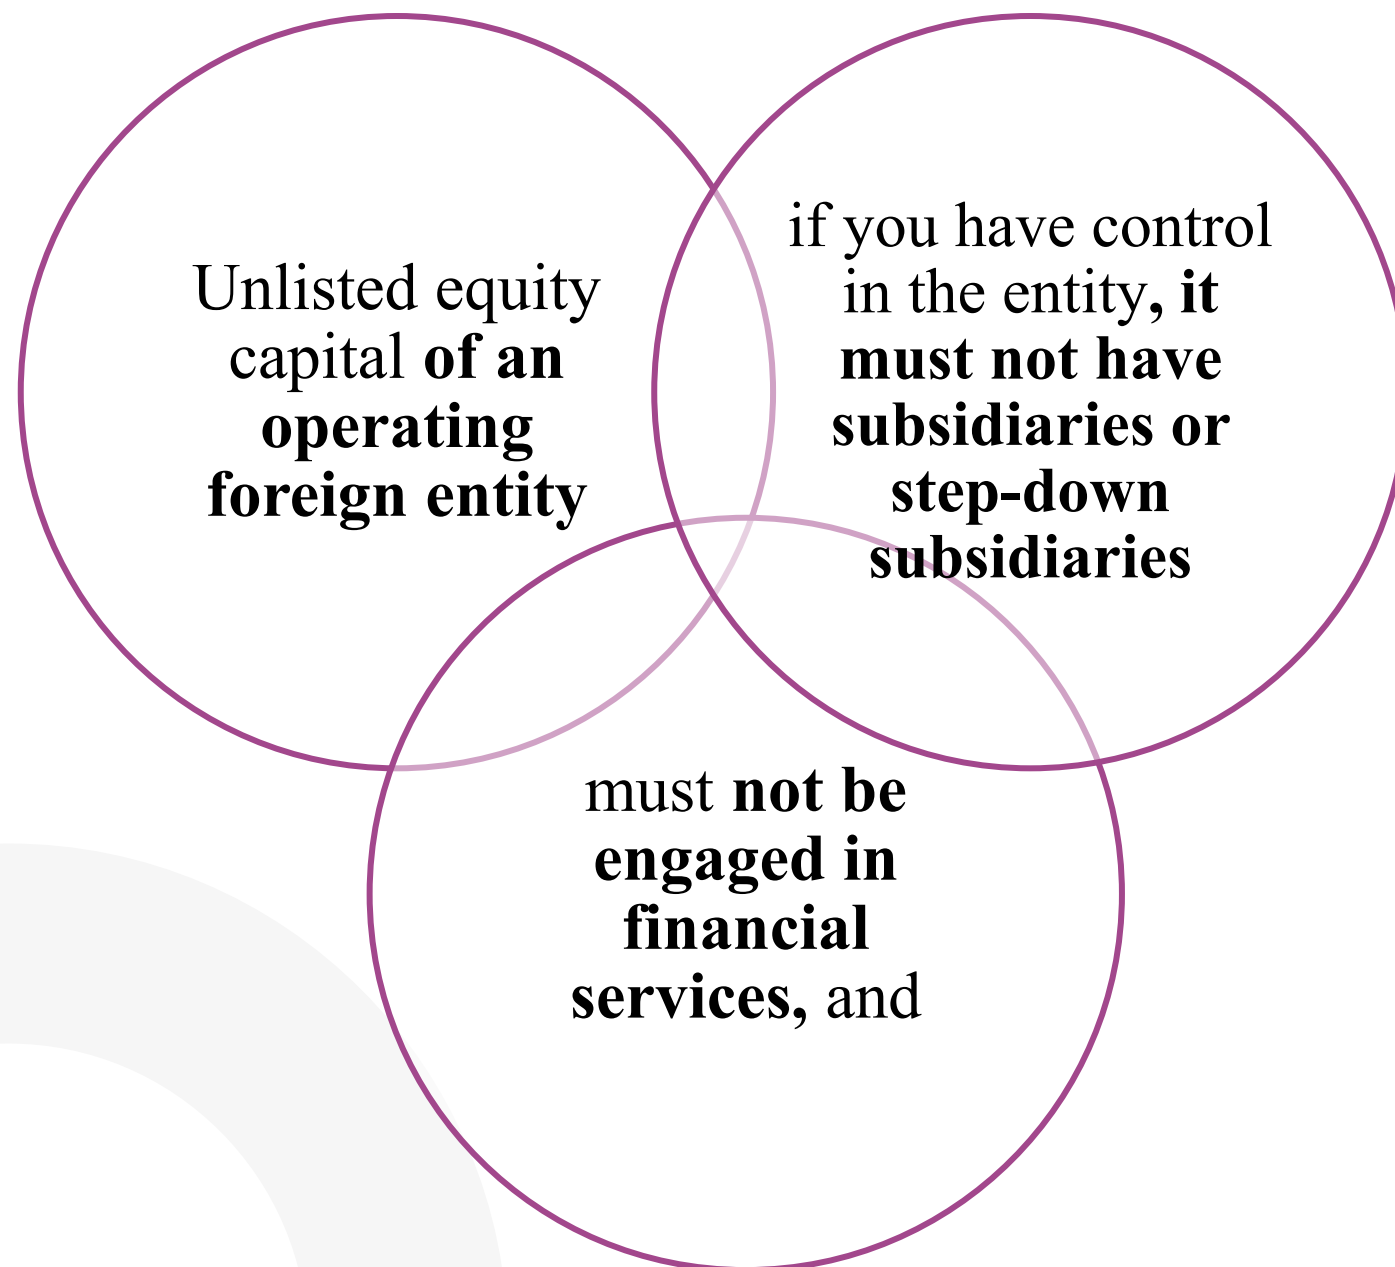 Unlisted equity
capital of an
operating
foreign entity
if you have control
in the entity, it
must not have
subsidiaries or
step-down
subsidiaries
must not be
engaged in
financial
services, and